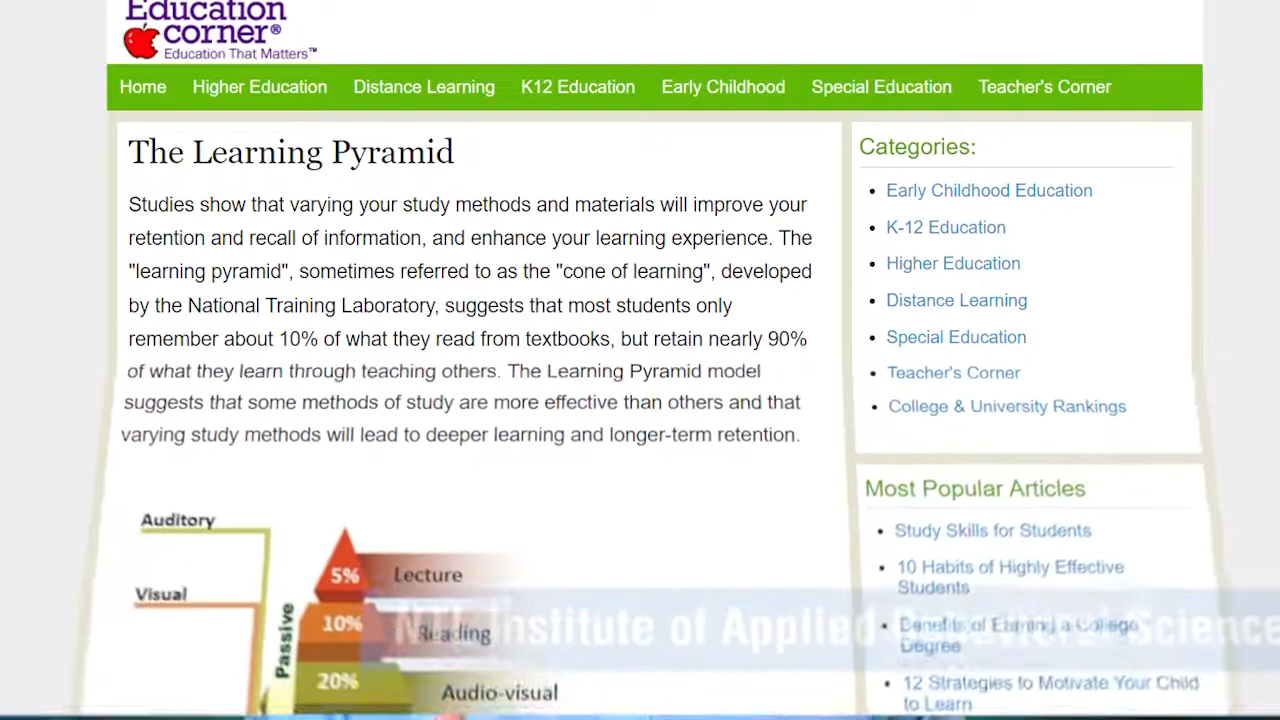 Education
corner®
Education That Matters™
Home Higher Education Distance Learning K12 Education Early Childhood Special Education Teacher's Corner
The Learning Pyramid
Studies show that varying your study methods and materials will improve your
retention and recall of information, and enhance your learning experience. The
"learning pyramid", sometimes referred to as the "cone of learning", developed
by the National Training Laboratory, suggests that most students only
remember about 10% of what they read from textbooks, but retain nearly 90%
of what they learn through teaching others. The Learning Pyramid model
suggests that some methods of study are more effective than others and that
varying study methods will lead to deeper learning and longer-term retention.
Auditory
Visual
Passive
5% Lecture
10% Reading
20% Audio-visual
NTL Institute of Applied Behavioral Science
Categories:
• Early Childhood Education
• K-12 Education
• Higher Education
• Distance Learning
• Special Education
• Teacher's Corner
• College & University Rankings
Most Popular Articles
• Study Skills for Students
• 10 Habits of Highly Effective
Students
• Benefits of Earning a College
Degree
• 12 Strategies to Motivate Your Child
to Learn